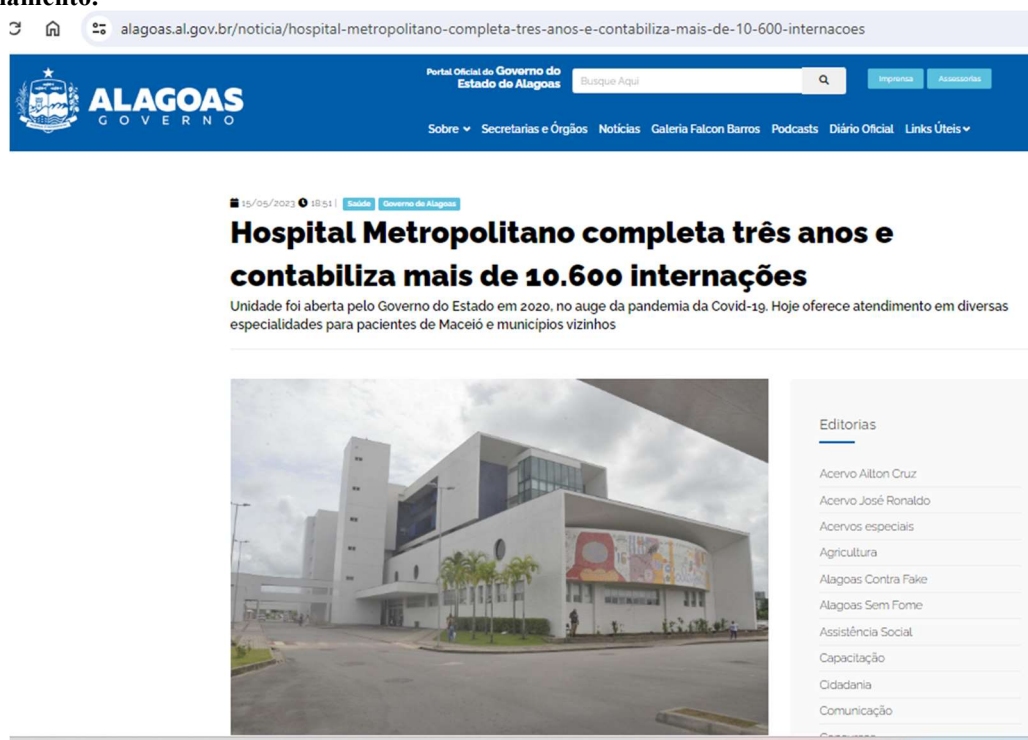 namento.
alagoas.al.gov.br/noticia/hospital-metropolitano-completa-tres-anos-e-contabiliza-mais-de-10-600-internacoes
ALAGOAS
GOVERNO
Portal Oficial do Governo do
Estado de Alagoas
Busque Aqui
Imprensa
Assessorias
Sobre Secretarias e Órgãos Notícias Galeria Falcon Barros Podcasts Diário Oficial Links Úteis
15/05/2023 18:51 | Saúde Governo de Alagoas
Hospital Metropolitano completa três anos e
contabiliza mais de 10.600 internações
Unidade foi aberta pelo Governo do Estado em 2020, no auge da pandemia da Covid-19. Hoje oferece atendimento em diversas
especialidades para pacientes de Maceió e municípios vizinhos
Editorias
Acervo Ailton Cruz
Acervo José Ronaldo
Acervos especiais
Agricultura
Alagoas Contra Fake
Alagoas Sem Fome
Assistência Social
Capacitação
Cidadania
Comunicação